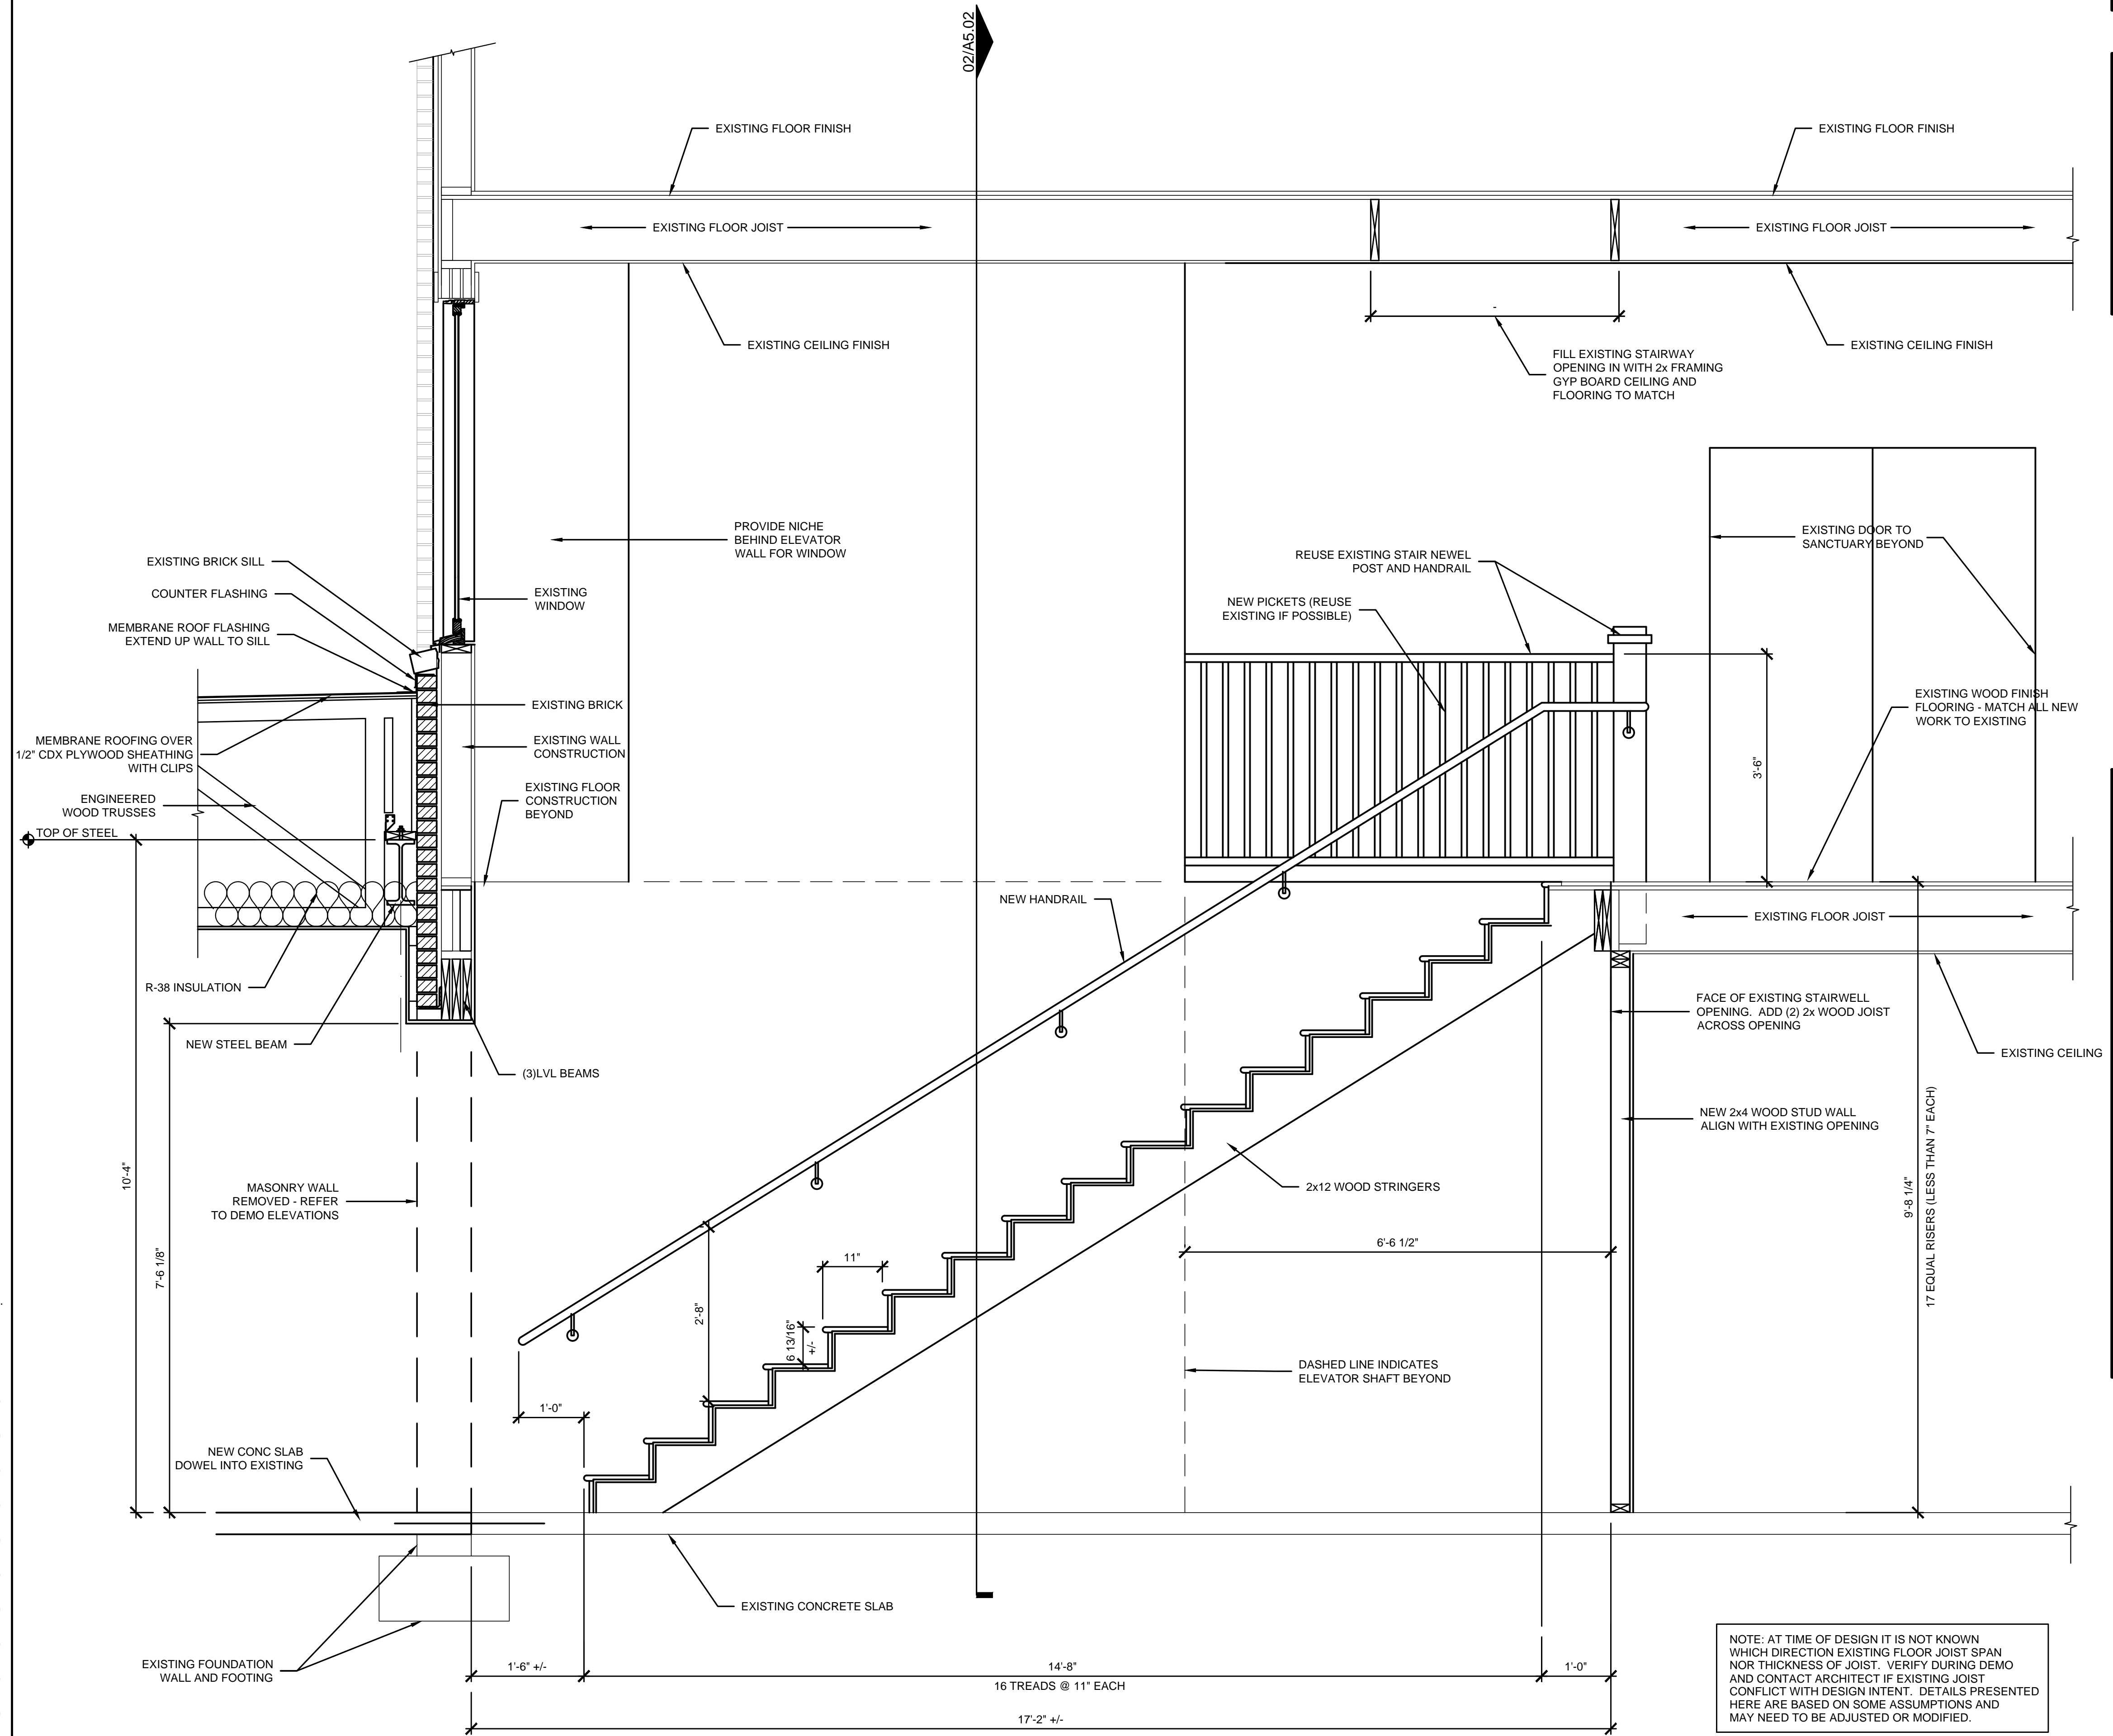 02/A5.02
EXISTING FLOOR FINISH
EXISTING FLOOR FINISH
EXISTING FLOOR JOIST
EXISTING FLOOR JOIST
-
EXISTING CEILING FINISH
EXISTING CEILING FINISH
FILL EXISTING STAIRWAY
OPENING IN WITH 2x FRAMING
GYP BOARD CEILING AND
FLOORING TO MATCH
PROVIDE NICHE
BEHIND ELEVATOR
WALL FOR WINDOW
EXISTING DOOR TO
SANCTUARY BEYOND
REUSE EXISTING STAIR NEWEL
POST AND HANDRAIL
EXISTING BRICK SILL
COUNTER FLASHING
MEMBRANE ROOF FLASHING
EXTEND UP WALL TO SILL
EXISTING
WINDOW
NEW PICKETS (REUSE
EXISTING IF POSSIBLE)
EXISTING BRICK
EXISTING WOOD FINISH
FLOORING - MATCH ALL NEW
WORK TO EXISTING
MEMBRANE ROOFING OVER
1/2" CDX PLYWOOD SHEATHING
WITH CLIPS
EXISTING WALL
CONSTRUCTION
3'-6"
ENGINEERED
WOOD TRUSSES
EXISTING FLOOR
CONSTRUCTION
BEYOND
TOP OF STEEL
NEW HANDRAIL
EXISTING FLOOR JOIST
R-38 INSULATION
FACE OF EXISTING STAIRWELL
OPENING. ADD (2) 2x WOOD JOIST
ACROSS OPENING
NEW STEEL BEAM
(3)LVL BEAMS
EXISTING CEILING
NEW 2x4 WOOD STUD WALL
ALIGN WITH EXISTING OPENING
10'-4"
7'-6 1/8"
MASONRY WALL
REMOVED - REFER
TO DEMO ELEVATIONS
2x12 WOOD STRINGERS
9'-8 1/4"
17 EQUAL RISERS (LESS THAN 7" EACH)
6'-6 1/2"
11"
2'-8"
6 13/16"
+/-
DASHED LINE INDICATES
ELEVATOR SHAFT BEYOND
1'-0"
NEW CONC SLAB
DOWEL INTO EXISTING
EXISTING CONCRETE SLAB
EXISTING FOUNDATION
WALL AND FOOTING
1'-6" +/-
14'-8"
16 TREADS @ 11" EACH
1'-0"
17'-2" +/-
NOTE: AT TIME OF DESIGN IT IS NOT KNOWN
WHICH DIRECTION EXISTING FLOOR JOIST SPAN
NOR THICKNESS OF JOIST. VERIFY DURING DEMO
AND CONTACT ARCHITECT IF EXISTING JOIST
CONFLICT WITH DESIGN INTENT. DETAILS PRESENTED
HERE ARE BASED ON SOME ASSUMPTIONS AND
MAY NEED TO BE ADJUSTED OR MODIFIED.